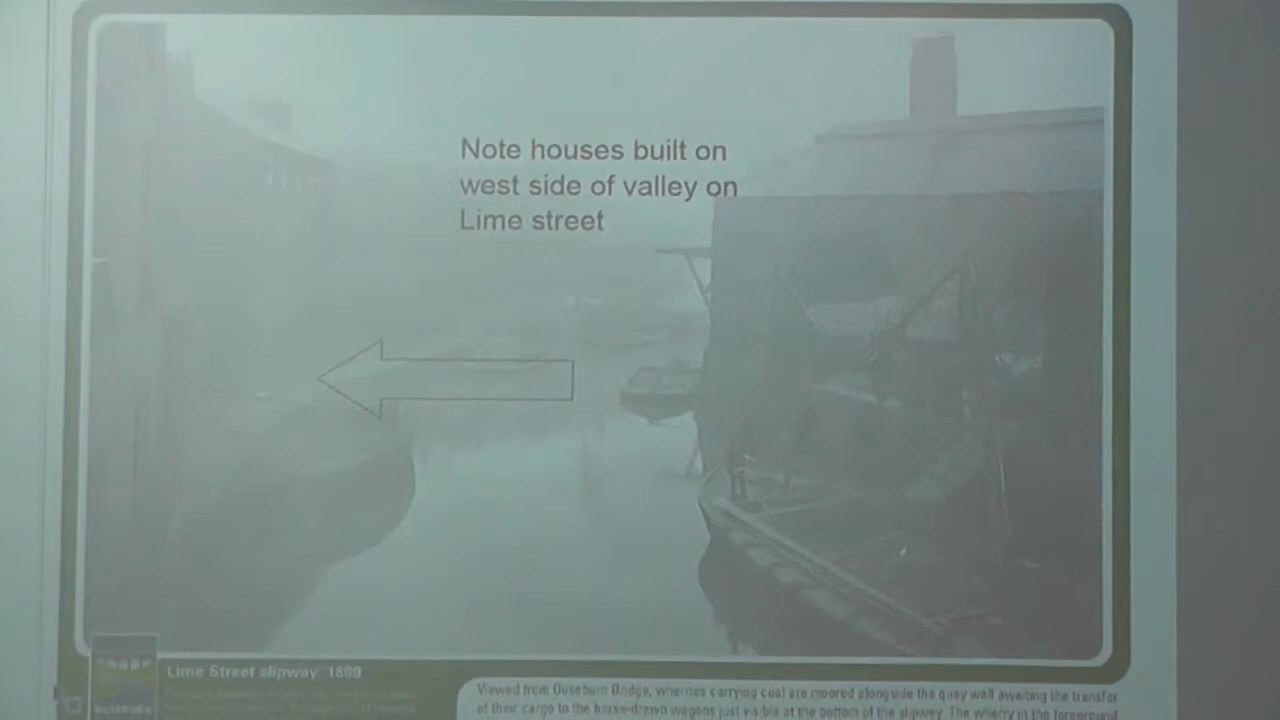 Note houses built on
west side of valley on
Lime street
Lime Street slipway 1899
OUSEBURN
Viewed from Ouseburn Bridge, wherries carrying coal are moored alongside the quay wall awaiting the transfer
of their cargo to the horse-drawn wagons just visible at the bottom of the slipway. The wherry in the foreground